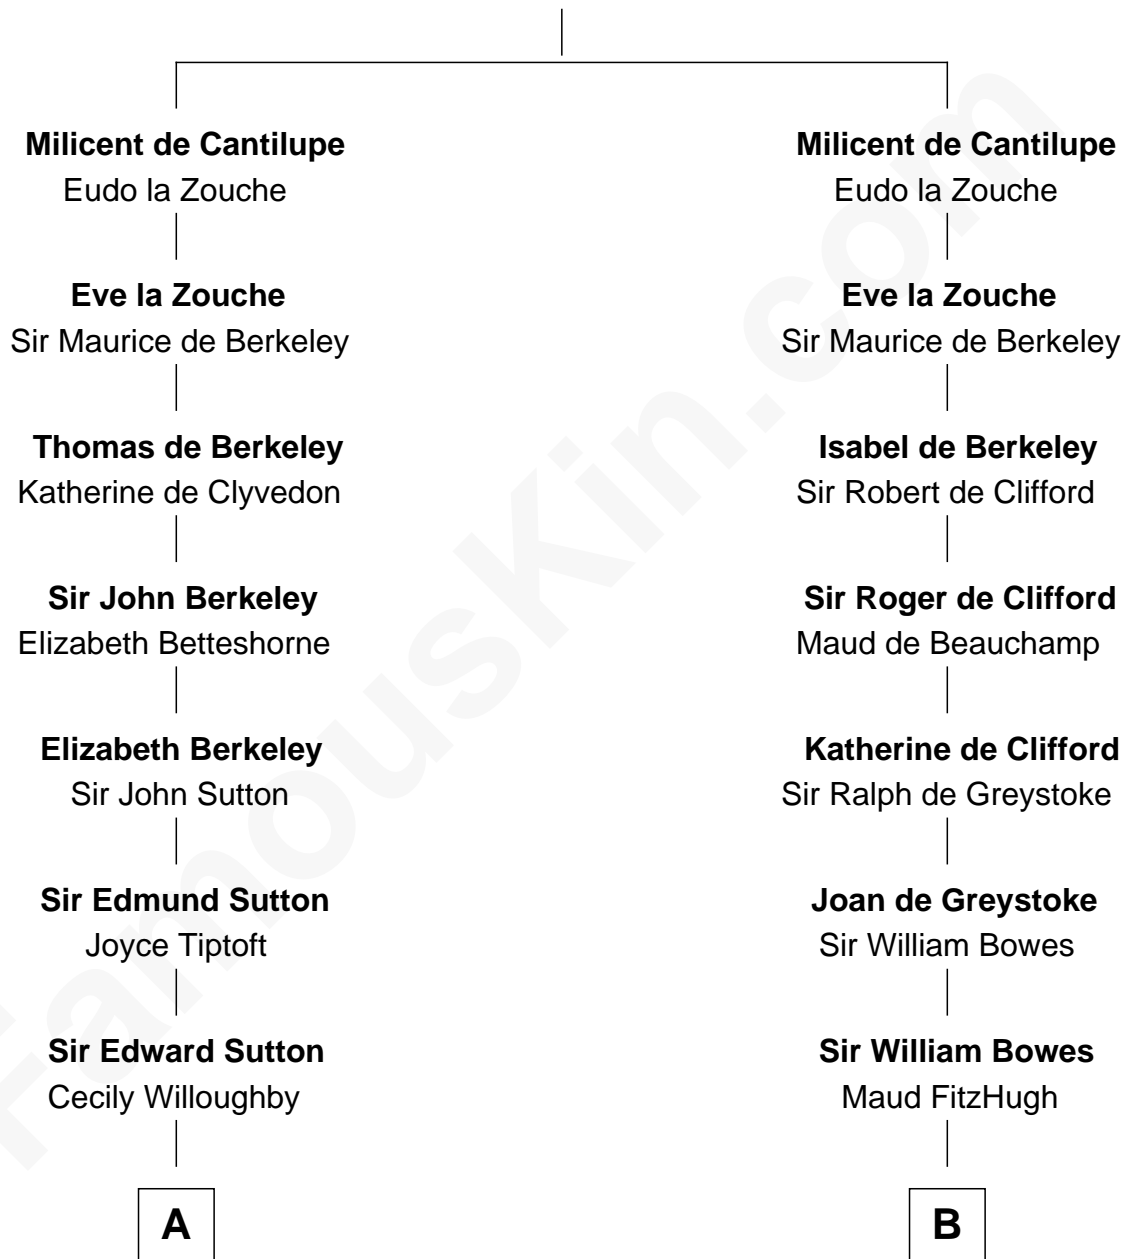 Milicent de Cantilupe
Eudo la Zouche
Eve la Zouche
Sir Maurice de Berkeley
Thomas de Berkeley
Katherine de Clyvedon
Sir John Berkeley
Elizabeth Betteshorne
Elizabeth Berkeley
Sir John Sutton
Sir Edmund Sutton
Joyce Tiptoft
Sir Edward Sutton
Cecily Willoughby
A
Milicent de Cantilupe
Eudo la Zouche
Eve la Zouche
Sir Maurice de Berkeley
Isabel de Berkeley
Sir Robert de Clifford
Sir Roger de Clifford
Maud de Beauchamp
Katherine de Clifford
Sir Ralph de Greystoke
Joan de Greystoke
Sir William Bowes
Sir William Bowes
Maud FitzHugh
B
FamousKin.com